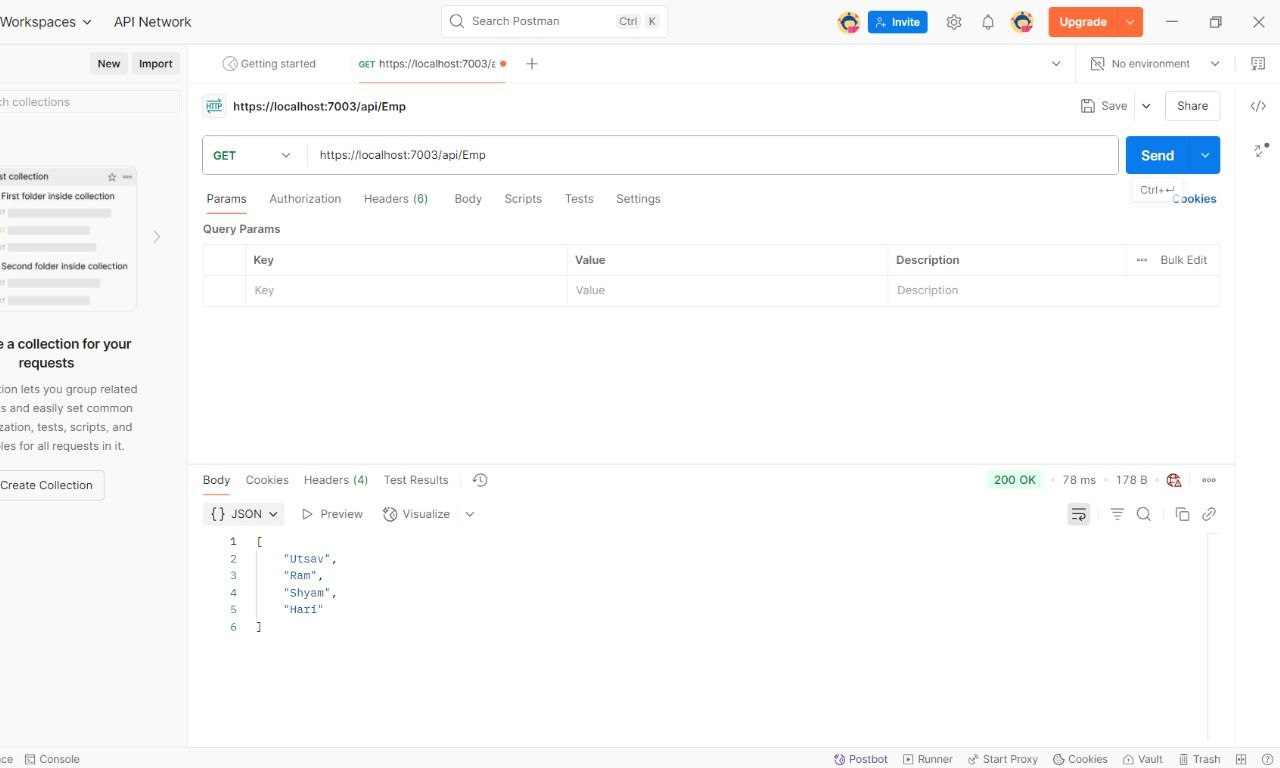 Workspaces API Network Search Postman Ctrl K Invite Upgrade
New Import Getting started GET https://localhost:7003/ No environment
collections
HTTP https://localhost:7003/api/Emp Save Share
GET https://localhost:7003/api/Emp Send
Ctrl+↵
Params Authorization Headers (6) Body Scripts Tests Settings Cookies
Query Params
Key Value Description Bulk Edit
Key Value Description
collection
First folder inside collection
Second folder inside collection
a collection for your
requests
lets you group related
and easily set common
tests, scripts, and
for all requests in it.
Create Collection
Body Cookies Headers (4) Test Results 200 OK 78 ms 178 B
{} JSON Preview Visualize
1 [
2 "Utsav",
3 "Ram",
4 "Shyam",
5 "Hari"
6 ]
Console Postbot Runner Start Proxy Cookies Vault Trash